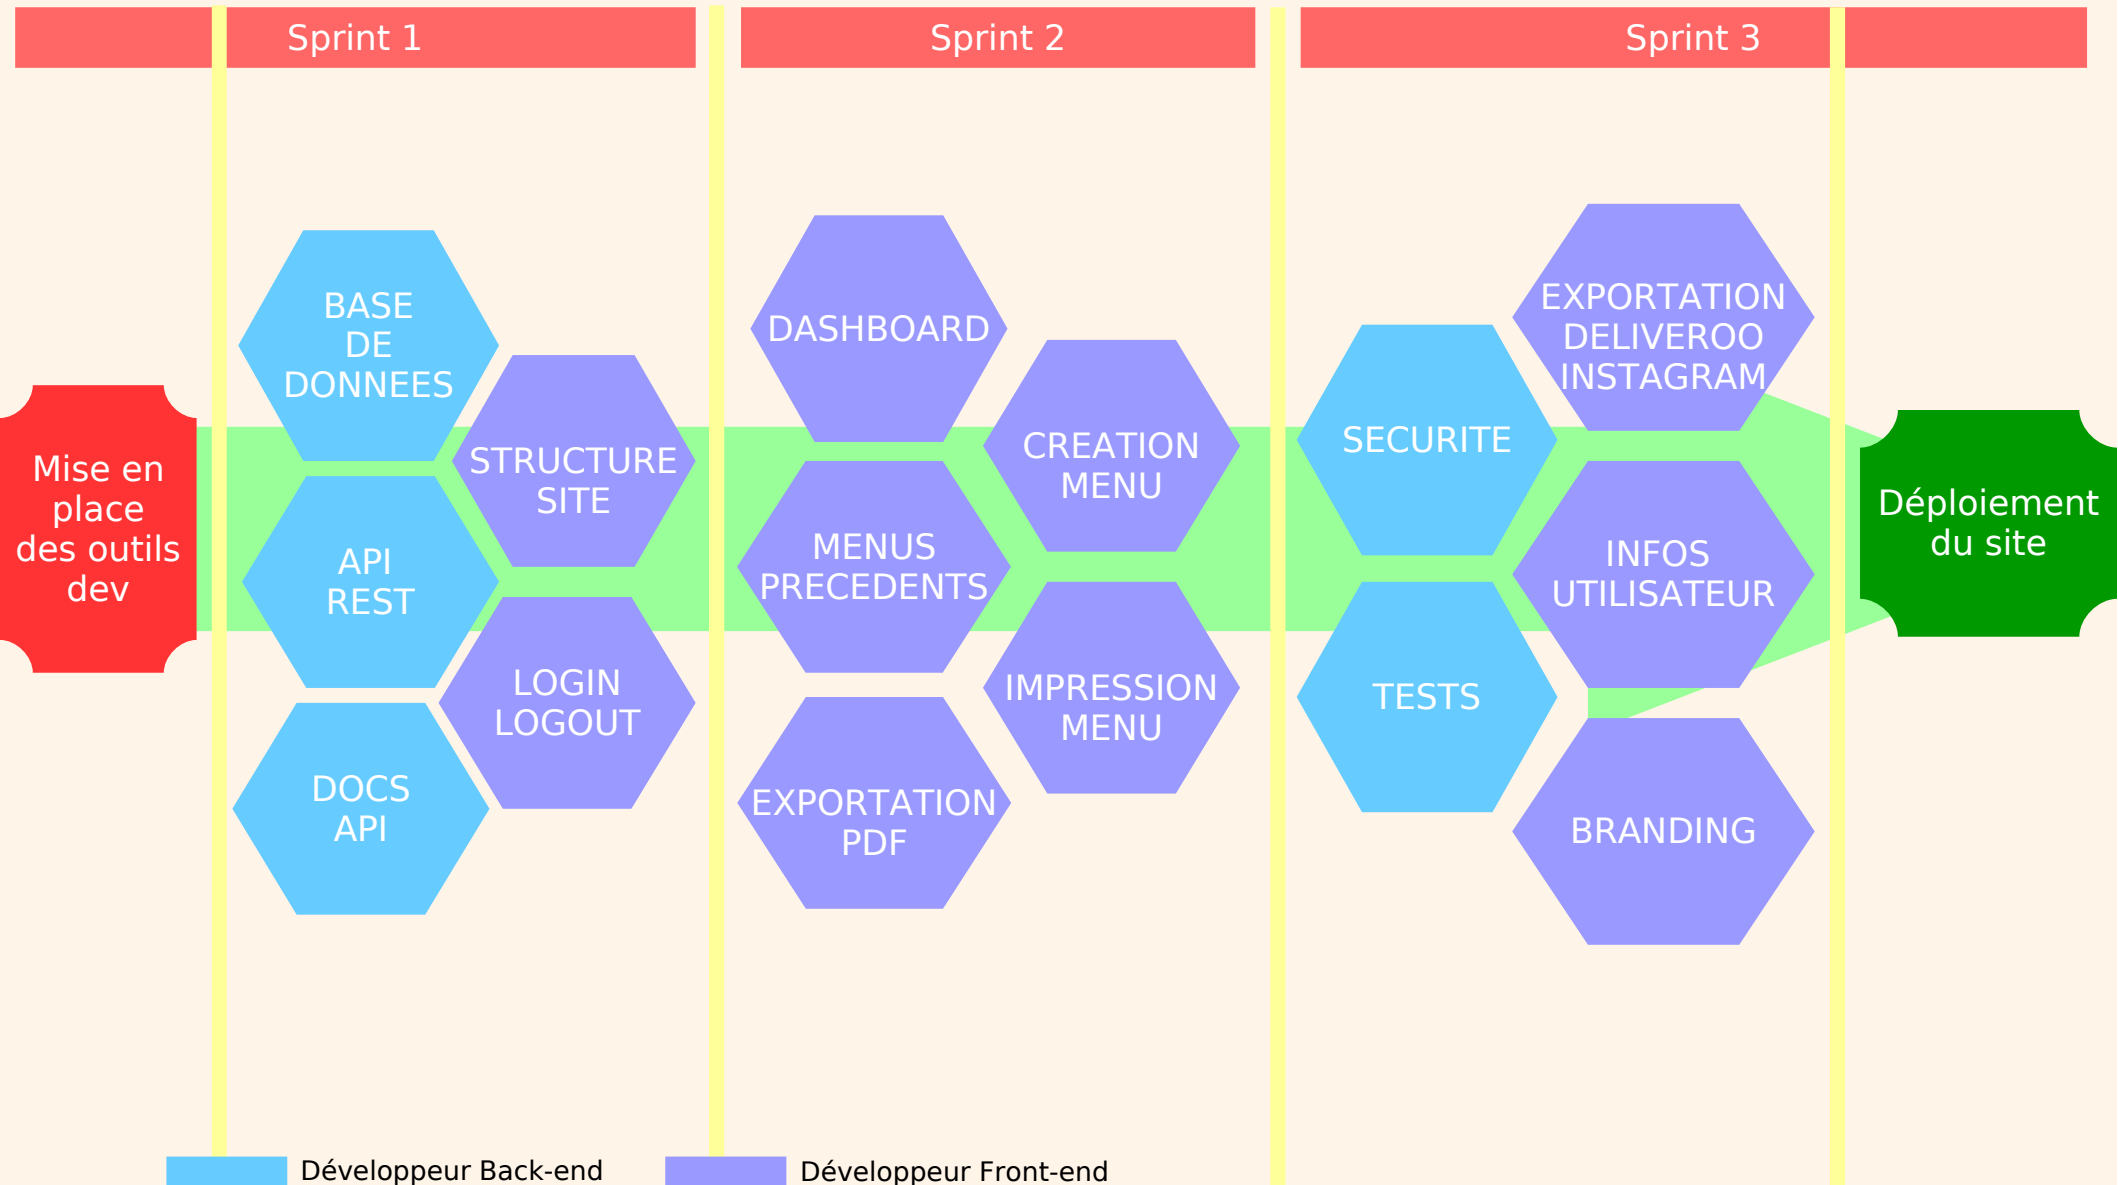 Sprint 1
Sprint 2
Sprint 3
Mise en
place
des outils
dev
BASE
DE
DONNEES
STRUCTURE
SITE
API
REST
LOGIN
LOGOUT
DOCS
API
DASHBOARD
CREATION
MENU
MENUS
PRECEDENTS
IMPRESSION
MENU
EXPORTATION
PDF
SECURITE
EXPORTATION
DELIVEROO
INSTAGRAM
INFOS
UTILISATEUR
TESTS
BRANDING
Déploiement
du site
Développeur Back-end
Développeur Front-end